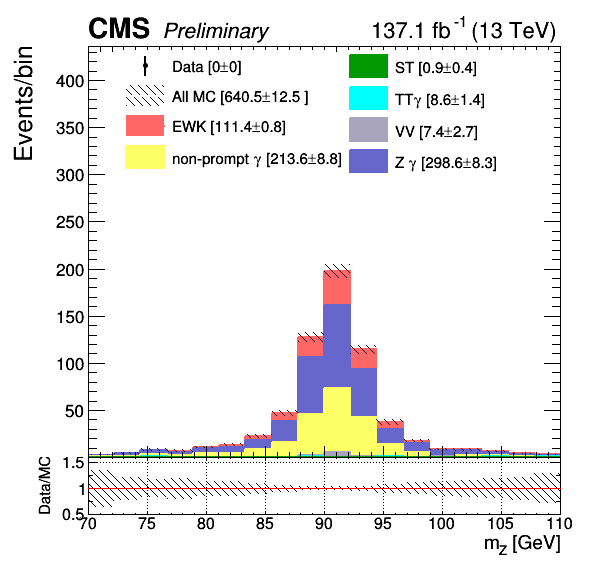 CMS Preliminary 137.1 fb⁻¹ (13 TeV)
Events/bin
Data [0±0]
All MC [640.5±12.5 ]
EWK [111.4±0.8]
non-prompt γ [213.6±8.8]
ST [0.9±0.4]
TTγ [8.6±1.4]
VV [7.4±2.7]
Z γ [298.6±8.3]
400
350
300
250
200
150
100
50
Data/MC
1.5
1
0.5
70 75 80 85 90 95 100 105 110
m_Z [GeV]